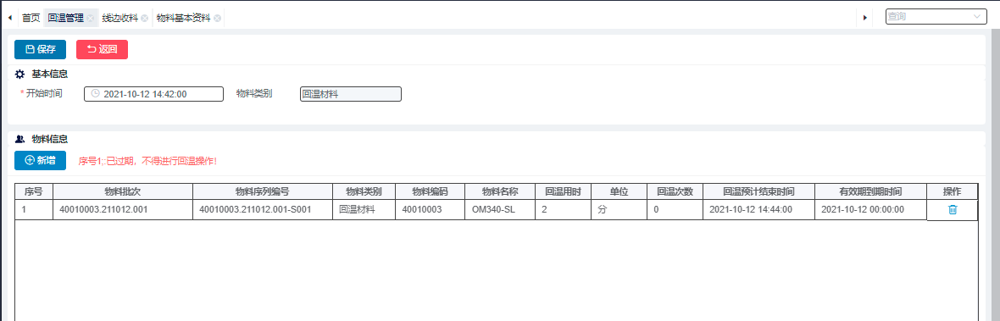 首页 回温管理 线边收料 物料基本资料 查询
保存 返回
基本信息
* 开始时间 2021-10-12 14:42:00 物料类别 回温材料
物料信息
新增 序号1;:已过期，不得进行回温操作!
序号 物料批次 物料序列编号 物料类别 物料编码 物料名称 回温用时 单位 回温次数 回温预计结束时间 有效期到期时间 操作
1 40010003.211012.001 40010003.211012.001-S001 回温材料 40010003 OM340-SL 2 分 0 2021-10-12 14:44:00 2021-10-12 00:00:00